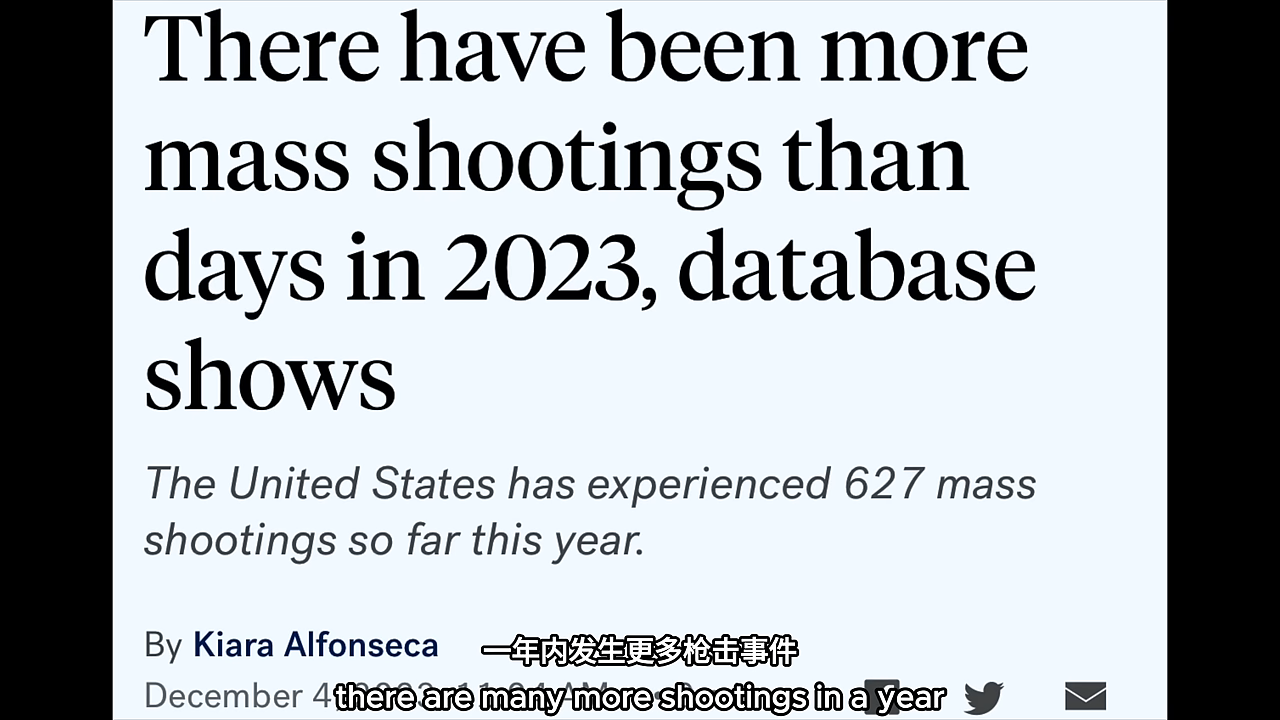 There have been more
mass shootings than
days in 2023, database
shows
The United States has experienced 627 mass
shootings so far this year.
By Kiara Alfonseca
一年内发生更多枪击事件
December 4
there are many more shootings in a year